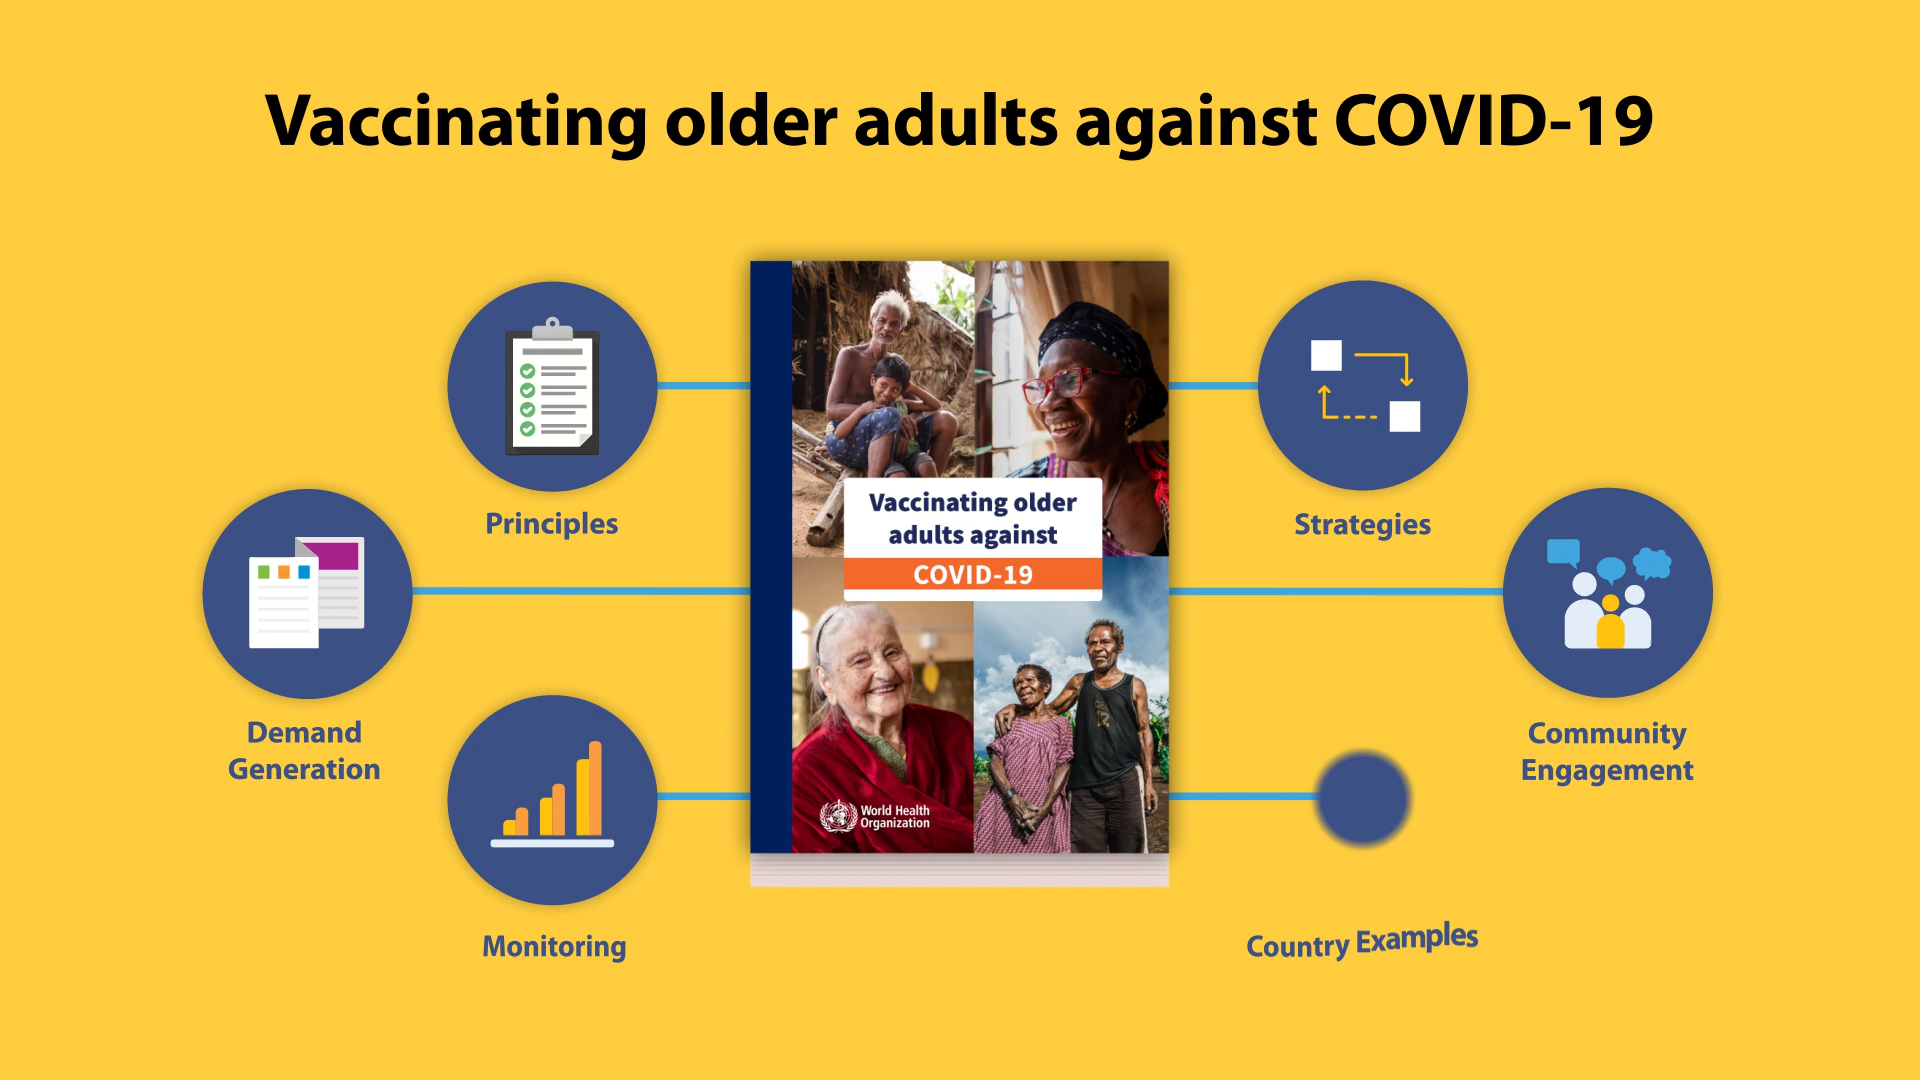 Vaccinating older adults against COVID-19
Principles
Demand
Generation
Monitoring
Vaccinating older
adults against
COVID-19
World Health
Organization
Strategies
Community
Engagement
Country Examples